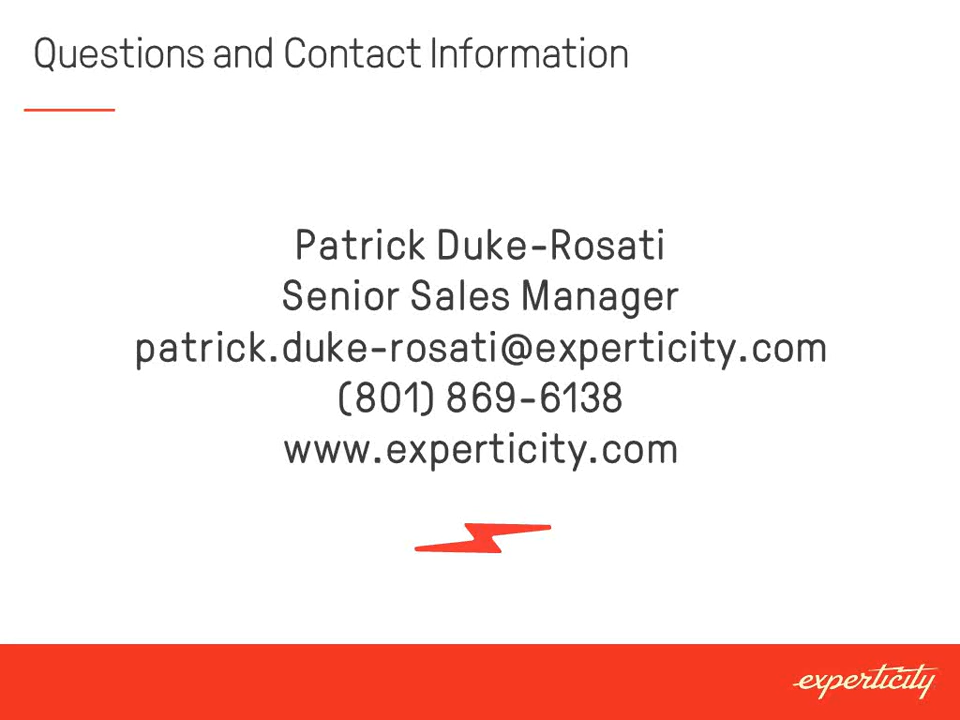 Questions and Contact Information
Patrick Duke-Rosati
Senior Sales Manager
patrick.duke-rosati@experticity.com
(801) 869-6138
www.experticity.com
experticity